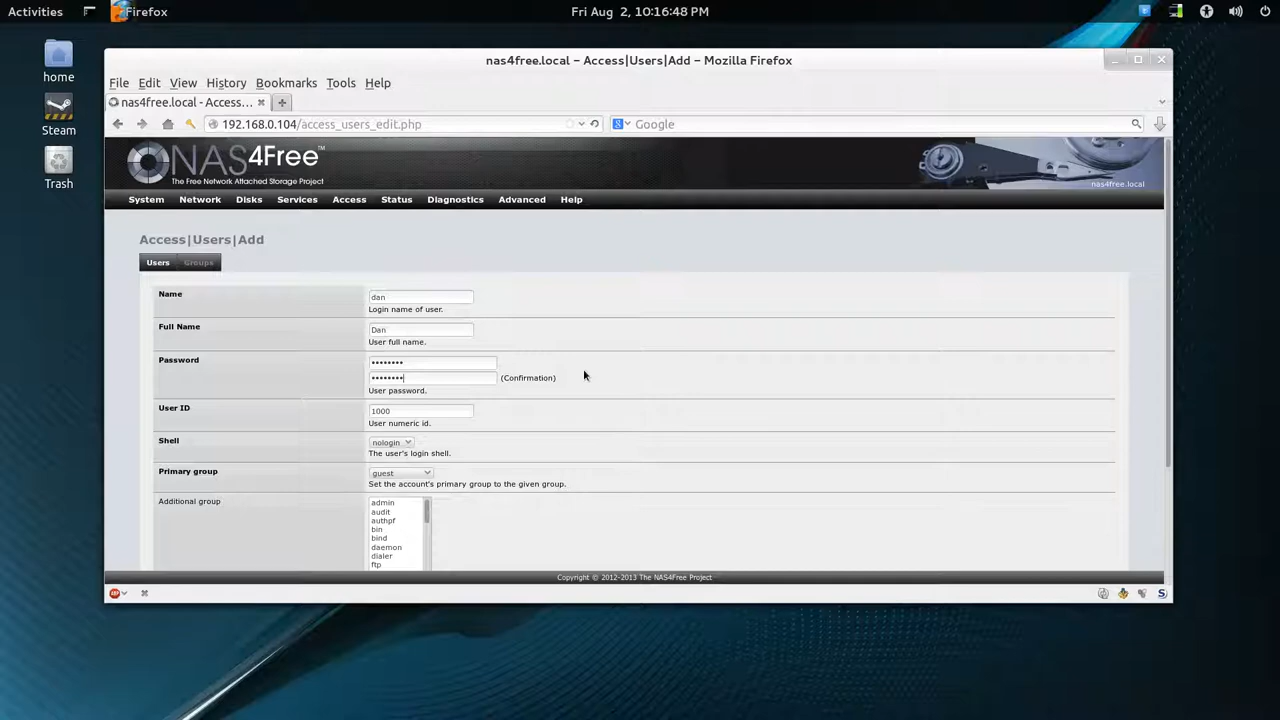 Activities Firefox Fri Aug 2, 10:16:48 PM
home
Steam
Trash
nas4free.local – Access|Users|Add – Mozilla Firefox
File Edit View History Bookmarks Tools Help
nas4free.local - Access...
192.168.0.104/access_users_edit.php Google
NAS4Free™
The Free Network Attached Storage Project
nas4free.local
System Network Disks Services Access Status Diagnostics Advanced Help
Access|Users|Add
Users Groups
Name dan
Login name of user.
Full Name Dan
User full name.
Password ••••••••
•••••••• (Confirmation)
User password.
User ID 1000
User numeric id.
Shell nologin
The user's login shell.
Primary group guest
Set the account's primary group to the given group.
Additional group admin
audit
authpf
bin
bind
daemon
dialer
ftp
Copyright © 2012-2013 The NAS4Free Project
ABP